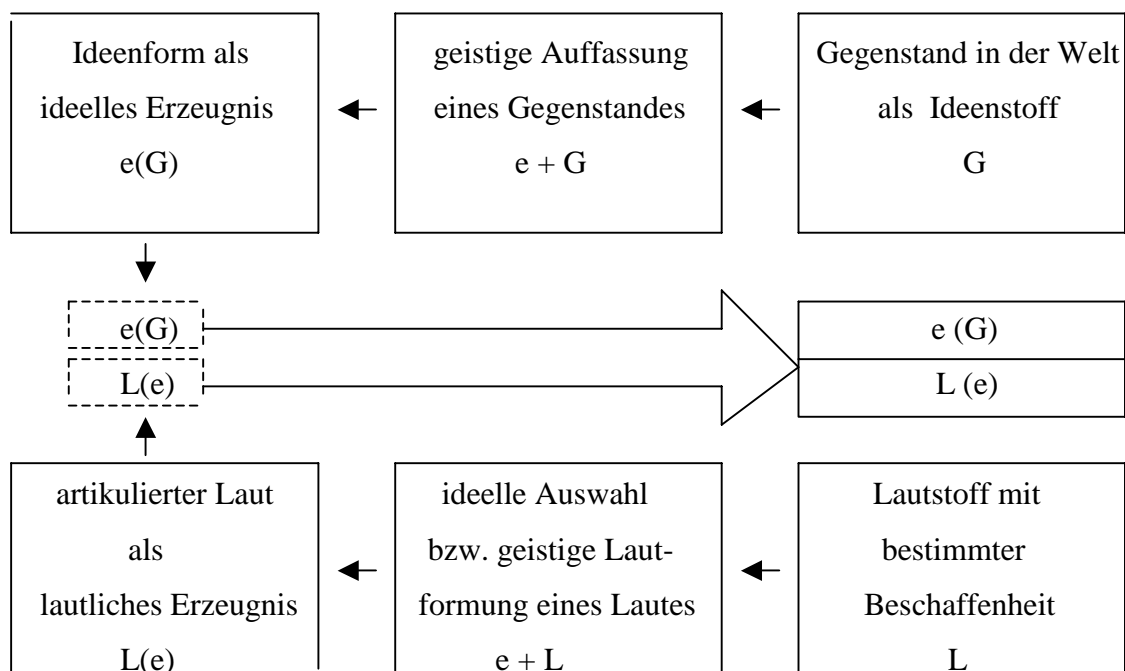 Ideenform als
ideelles Erzeugnis
e(G)
geistige Auffassung
eines Gegenstandes
e + G
Gegenstand in der Welt
als Ideenstoff
G
e(G)
L(e)
e (G)
L (e)
artikulierter Laut
als
lautliches Erzeugnis
L(e)
ideelle Auswahl
bzw. geistige Laut-
formung eines Lautes
e + L
Lautstoff mit
bestimmter
Beschaffenheit
L